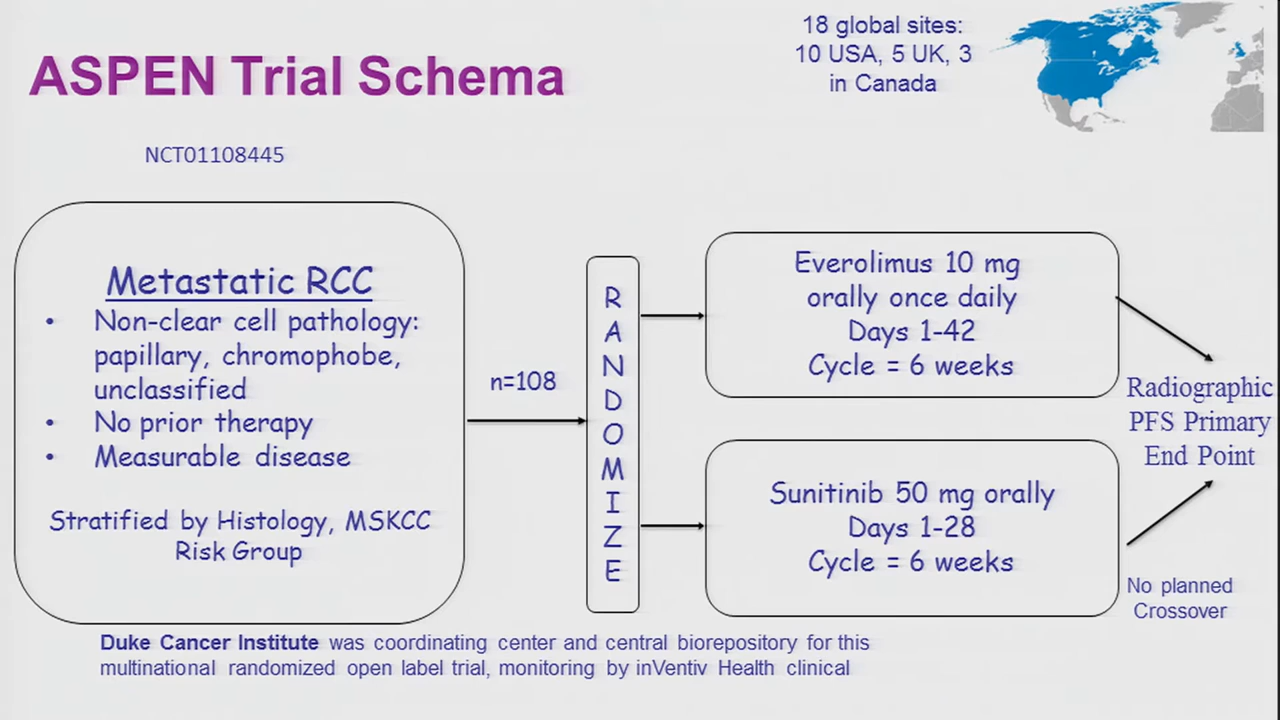 18 global sites:
10 USA, 5 UK, 3
in Canada
ASPEN Trial Schema
NCT01108445
Metastatic RCC
• Non-clear cell pathology:
papillary, chromophobe,
unclassified
• No prior therapy
• Measurable disease
Stratified by Histology, MSKCC
Risk Group
n=108
R
A
N
D
O
M
I
Z
E
Everolimus 10 mg
orally once daily
Days 1-42
Cycle = 6 weeks
Sunitinib 50 mg orally
Days 1-28
Cycle = 6 weeks
Radiographic
PFS Primary
End Point
No planned
Crossover
Duke Cancer Institute was coordinating center and central biorepository for this
multinational randomized open label trial, monitoring by inVentiv Health clinical